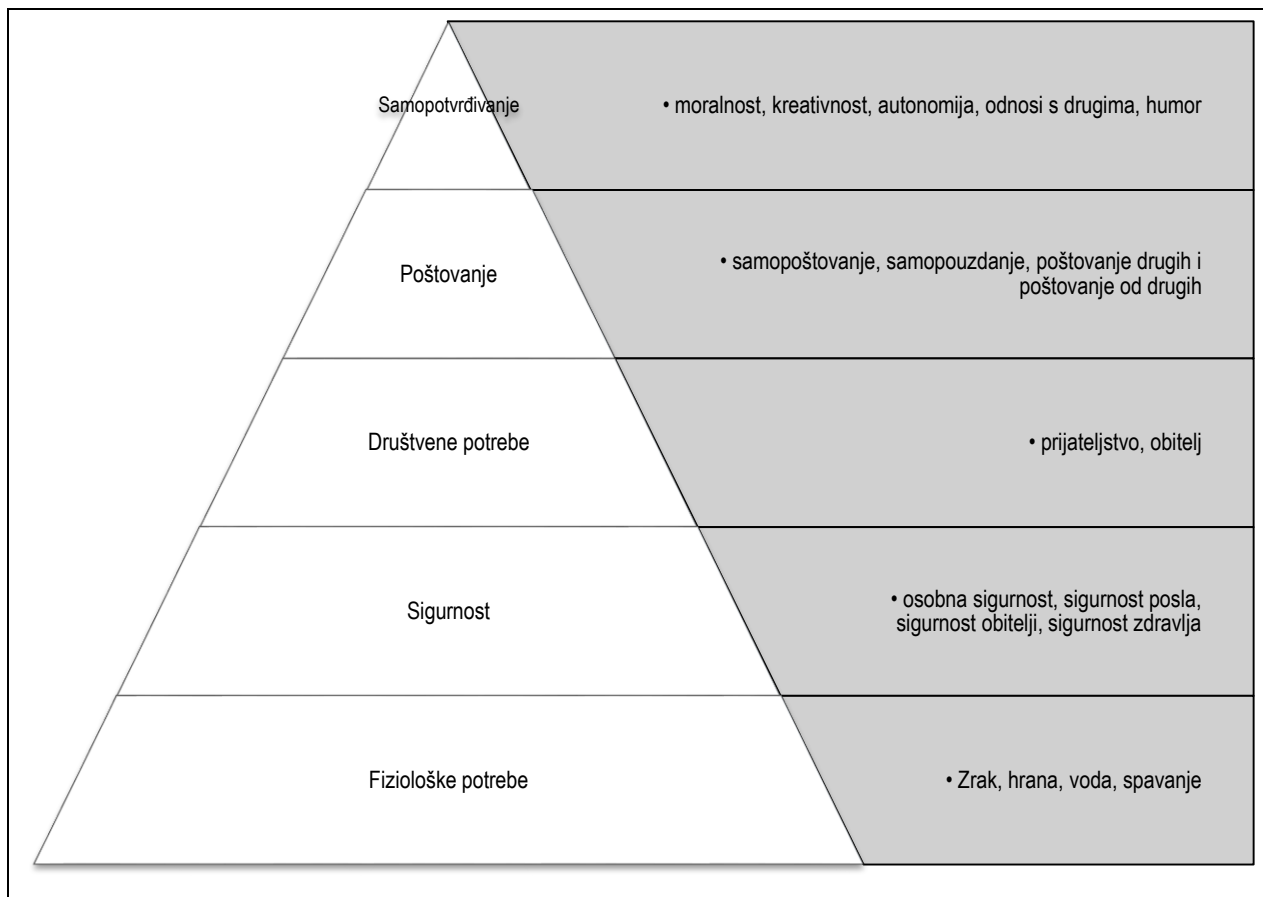 Samopotvrđivanje
• moralnost, kreativnost, autonomija, odnosi s drugima, humor
Poštovanje
• samopoštovanje, samopouzdanje, poštovanje drugih i
poštovanje od drugih
Društvene potrebe
• prijateljstvo, obitelj
Sigurnost
• osobna sigurnost, sigurnost posla,
sigurnost obitelji, sigurnost zdravlja
Fiziološke potrebe
• Zrak, hrana, voda, spavanje